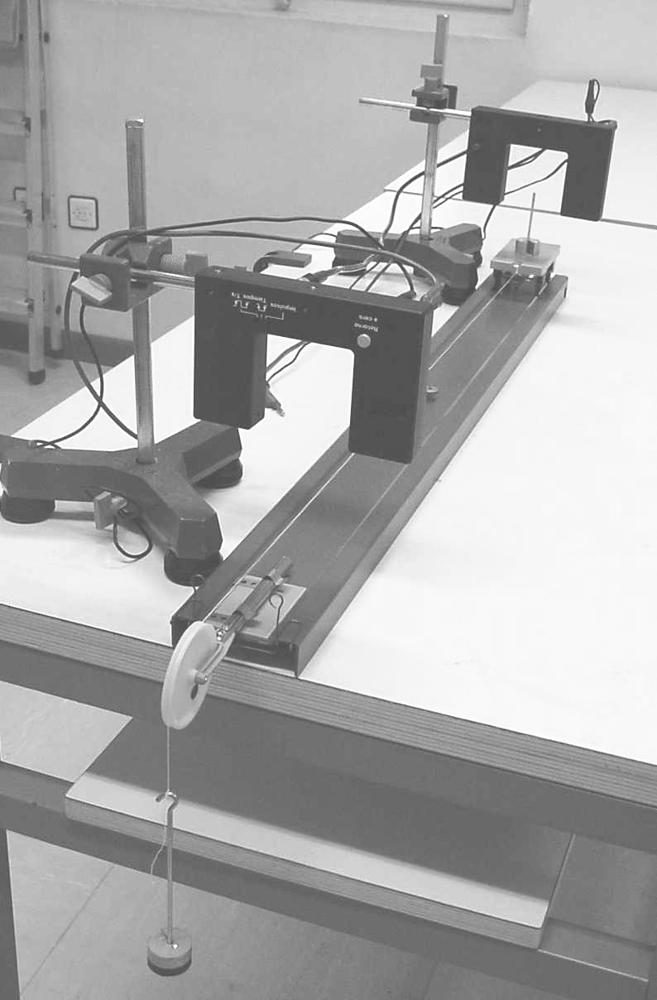 Impulsos
Tiempos T/s
Retorno
a cero